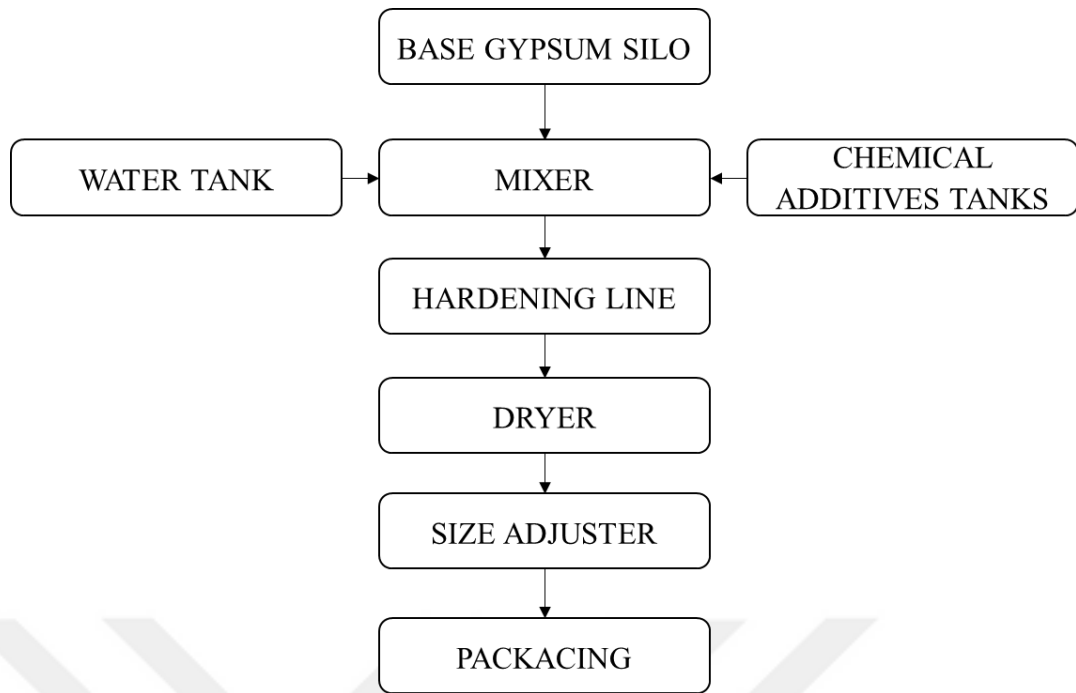 BASE GYPSUM SILO
WATER TANK
MIXER
CHEMICAL
ADDITIVES TANKS
HARDENING LINE
DRYER
SIZE ADJUSTER
PACKACING